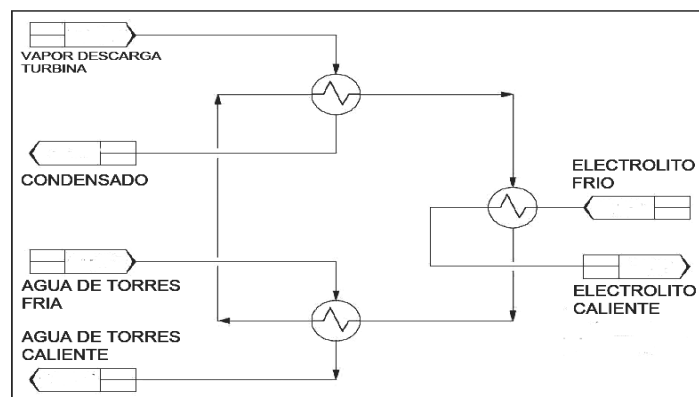 VAPOR DESCARGA
TURBINA
CONDENSADO
ELECTROLITO
FRIO
AGUA DE TORRES
FRIA
ELECTROLITO
CALIENTE
AGUA DE TORRES
CALIENTE